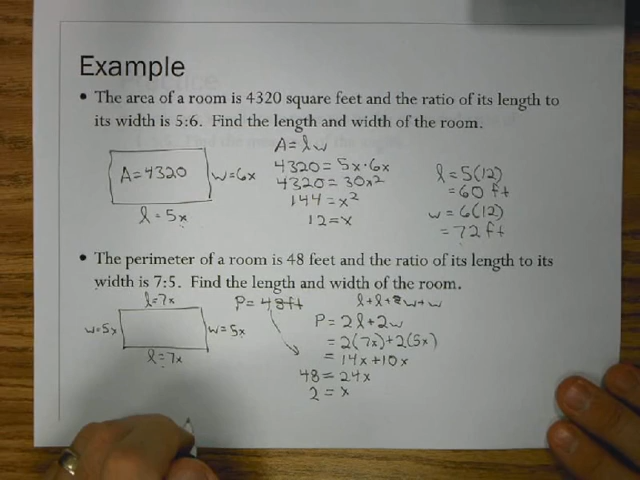 Example
• The area of a room is 4320 square feet and the ratio of its length to
its width is 5:6. Find the length and width of the room.
A=4320
w=6x
l=5x
A=lw
4320=5x·6x
4320=30x²
144=x²
12=x
l=5(12)
=60 ft
w=6(12)
=72 ft
• The perimeter of a room is 48 feet and the ratio of its length to its
width is 7:5. Find the length and width of the room.
l=7x
w=5x
w=5x
l=7x
P=48ft
P=2l+2w
=2(7x)+2(5x)
=14x+10x
48=24x
2=x